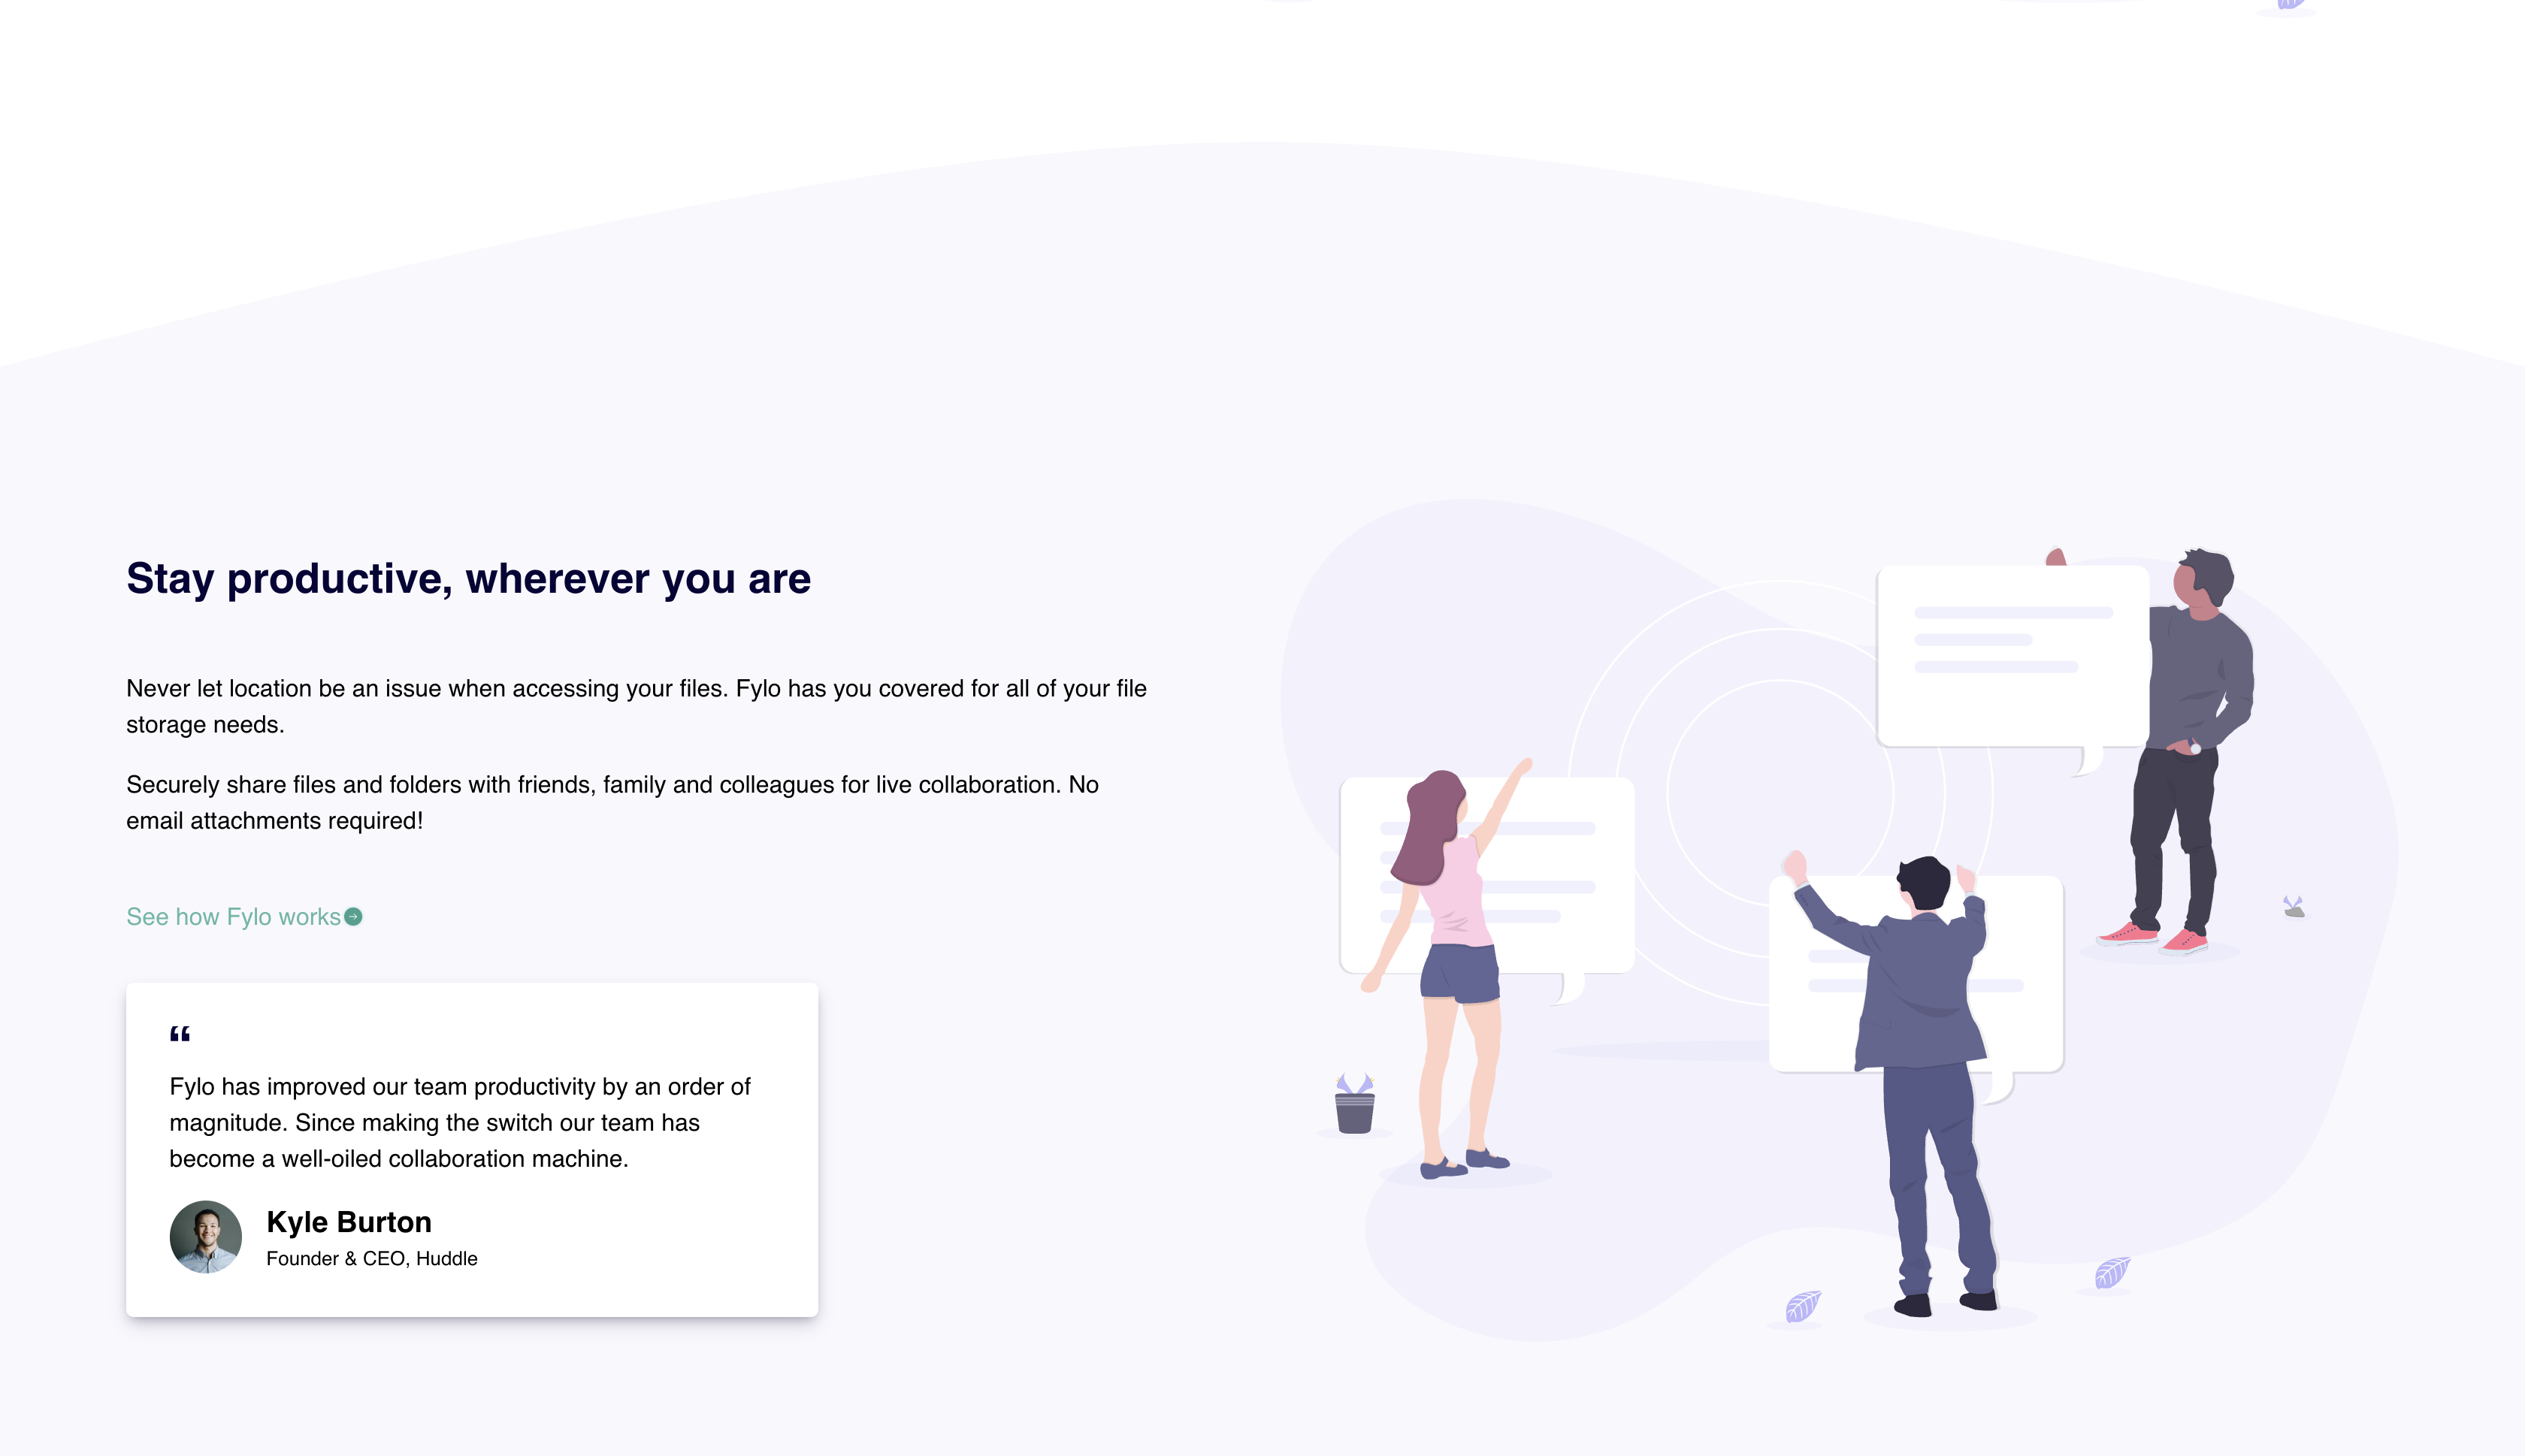 Stay productive, wherever you are
Never let location be an issue when accessing your files. Fylo has you covered for all of your file
storage needs.
Securely share files and folders with friends, family and colleagues for live collaboration. No
email attachments required!
See how Fylo works
“
Fylo has improved our team productivity by an order of
magnitude. Since making the switch our team has
become a well-oiled collaboration machine.
Kyle Burton
Founder & CEO, Huddle